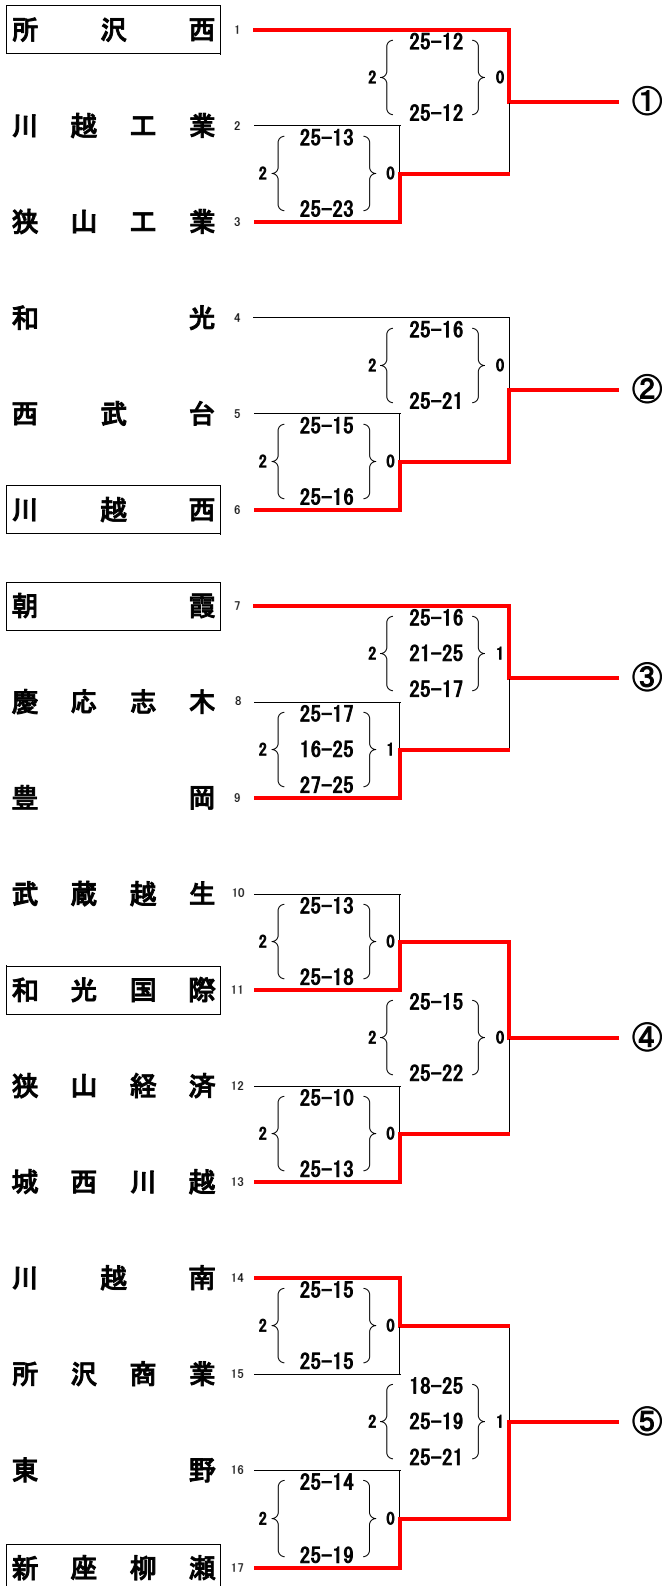 所沢西 1
25-12
2 0
25-12
①
川越工業 2
25-13
2 0
25-23
狭山工業 3
和光 4
25-16
2 0
25-21
②
西武台 5
25-15
2 0
25-16
川越西 6
朝霞 7
25-16
2 21-25 1
25-17
③
慶応志木 8
25-17
2 16-25 1
27-25
豊岡 9
武蔵越生 10
25-13
2 0
25-18
和光国際 11
25-15
2 0
25-22
④
狭山経済 12
25-10
2 0
25-13
城西川越 13
川越南 14
25-15
2 0
25-15
所沢商業 15
18-25
2 25-19 1
25-21
⑤
東野 16
25-14
2 0
25-19
新座柳瀬 17